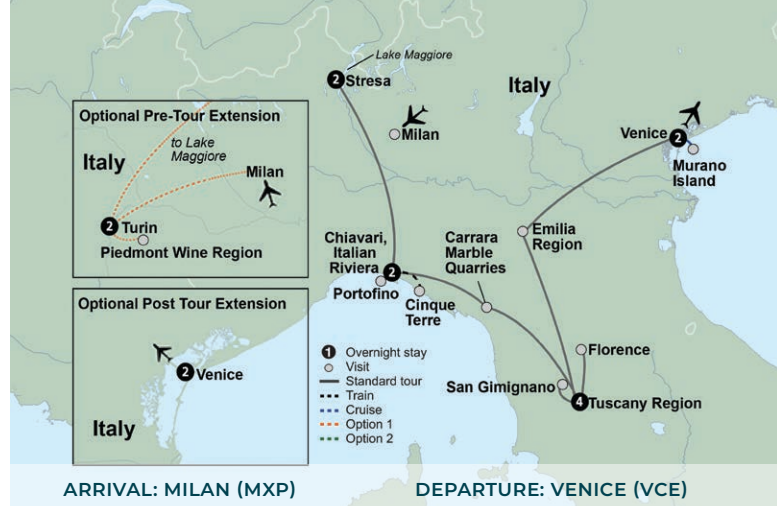 Lake Maggiore
2 Stresa
Italy
Milan
Venice 2
Murano
Island
Optional Pre-Tour Extension
to Lake
Maggiore
Italy
Milan
2 Turin
Piedmont Wine Region
Emilia
Region
Chiavari,
Italian
Riviera 2
Portofino
Carrara
Marble
Quarries
Cinque
Terre
Optional Post Tour Extension
2 Venice
Italy
Florence
San Gimignano
4 Tuscany Region
1 Overnight stay
Visit
Standard tour
Train
Cruise
Option 1
Option 2
ARRIVAL: MILAN (MXP)
DEPARTURE: VENICE (VCE)